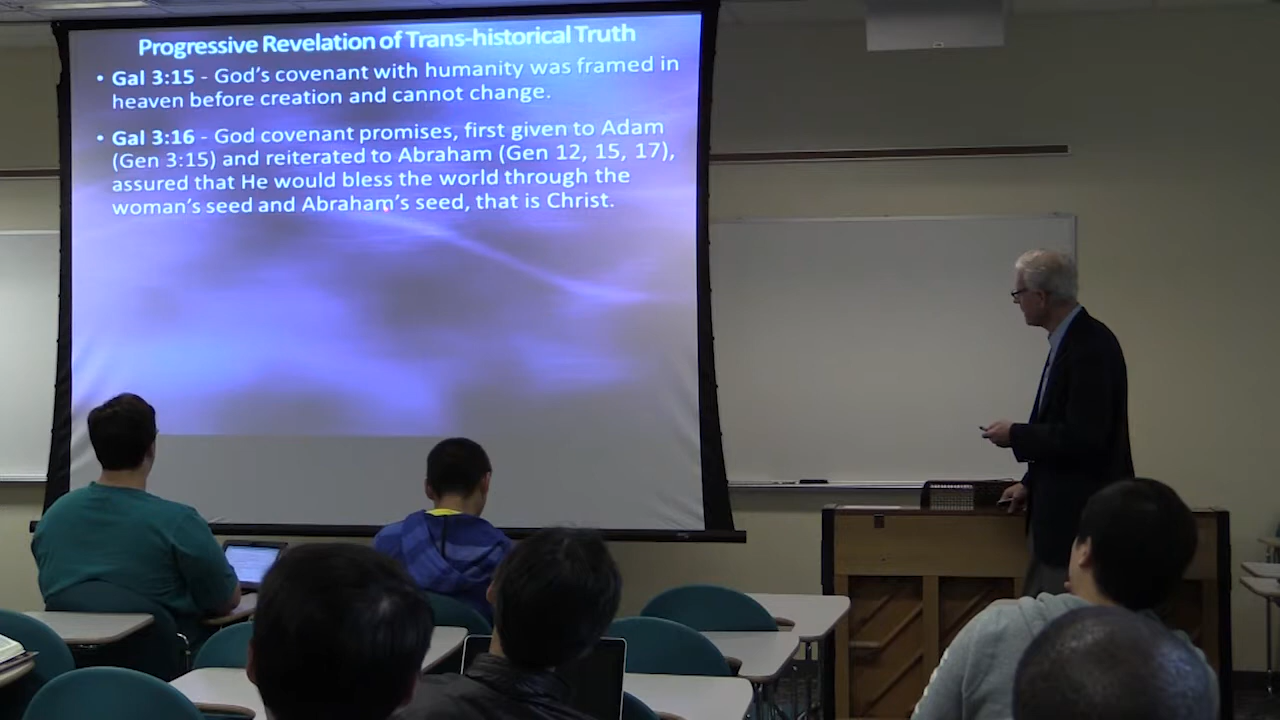 Progressive Revelation of Trans-historical Truth
• Gal 3:15 - God's covenant with humanity was framed in
heaven before creation and cannot change.
• Gal 3:16 - God covenant promises, first given to Adam
(Gen 3:15) and reiterated to Abraham (Gen 12, 15, 17),
assured that He would bless the world through the
woman's seed and Abraham's seed, that is Christ.